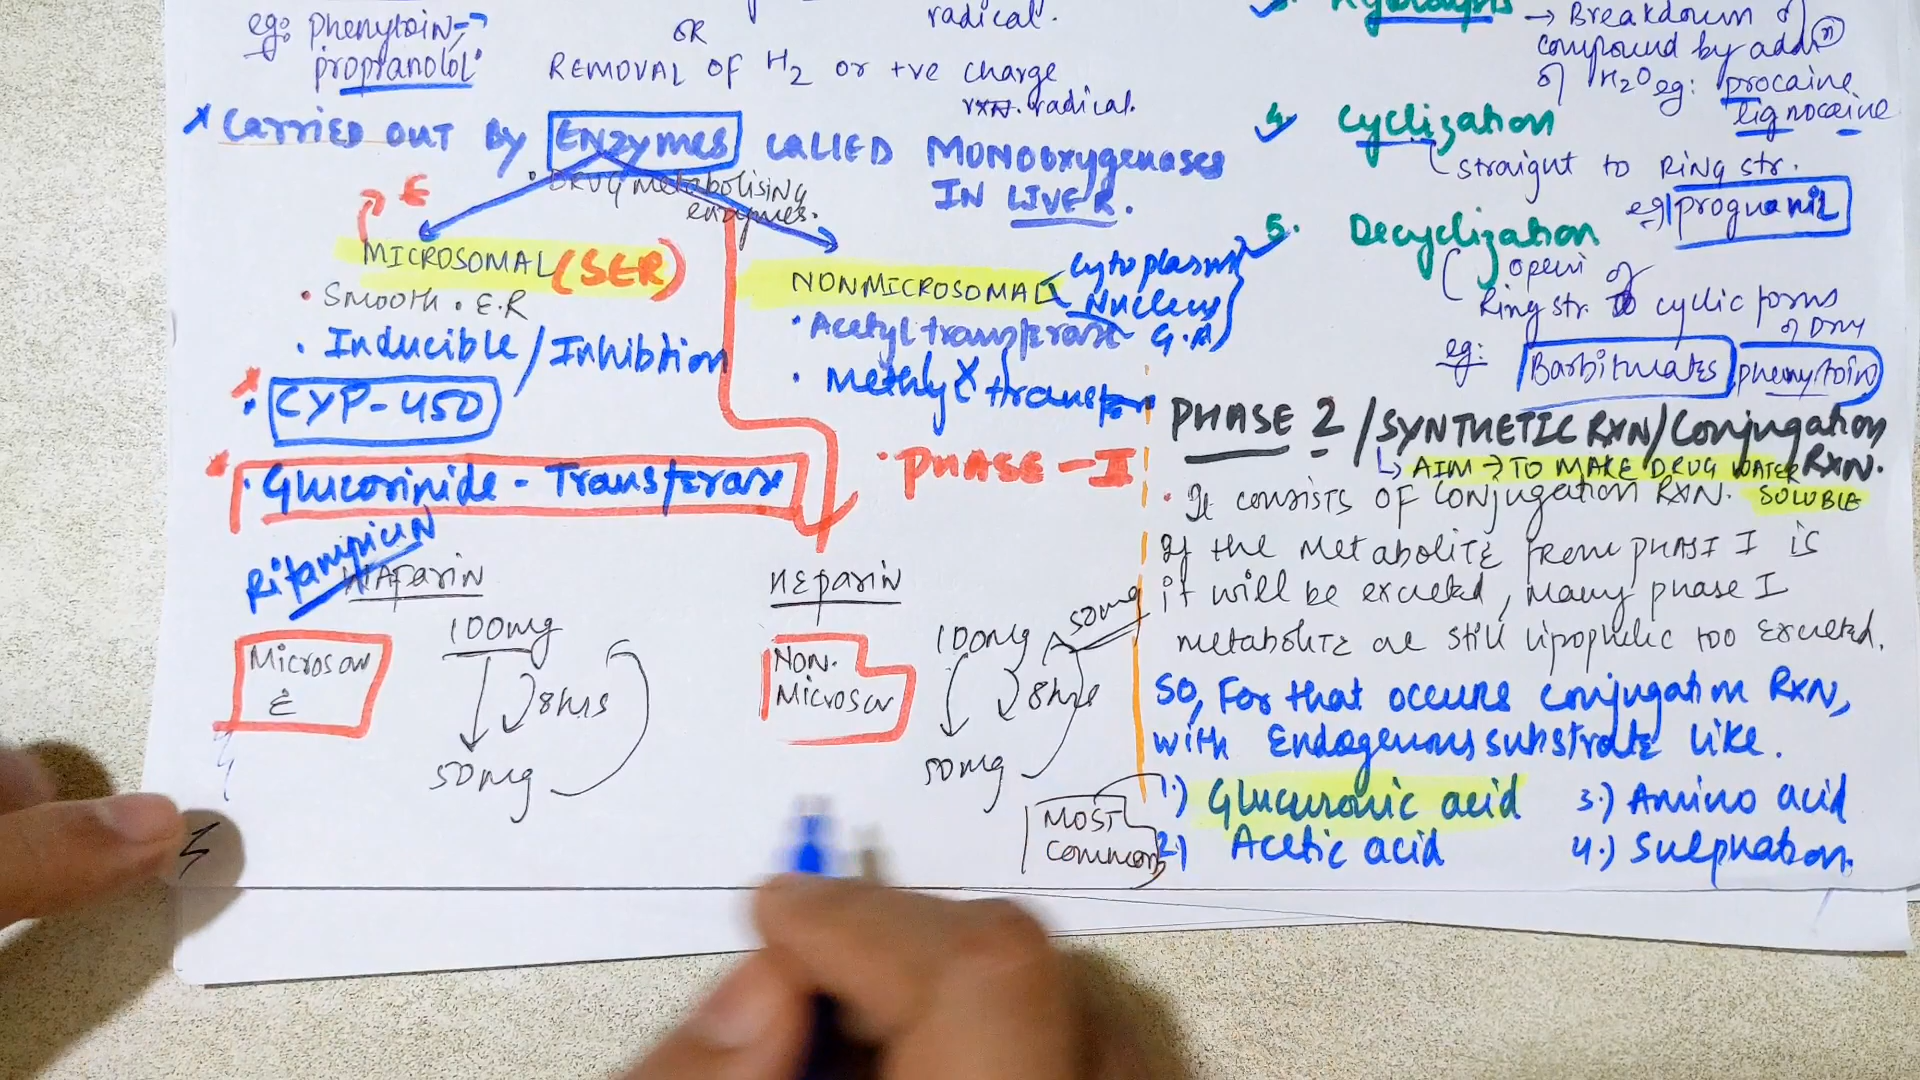 eg: phenytoin
propranolol
radical.
OR
REMOVAL OF H2 or +ve charge
rxn. radical.
* CARRIED OUT BY ENZYMES CALLED MONOOxygenases
IN LIVER.
• DRUG metabolising
enzymes.
↑ E
MICROSOMAL (SER)
• Smooth . E.R
• Inducible / Inhibtion
• CYP-450
• Glucorinide - Transferase
NONMICROSOMAL
Cytoplasm
Nucleus
G.A
• Acetyl transferase
• Methyl transfer
• PHASE - I
Rifampicin
WAFARIN
Microsom
E
100mg
8hrs
50mg
HEparin
Non.
Microsom
100mg
50mg
8hrs
50mg
3. Hydrolysis → Breakdown of
compound by addn (n)
of H2O eg: procaine
lignocaine
4. Cyclization
straight to Ring str.
eg proguanil
5. Decyclization
open of
Ring str. to cyclic forms
of Drug
eg: Barbiturates, phenytoin
PHASE 2 / SYNTHETIC RXN / Conjugation
RXN.
↳ AIM → TO MAKE DRUG WATER
SOLUBLE
• It consists OF CONjugation RXN.
If the Metabolite from PHASE I is
it will be excreted, many phase I
metabolite are still lipophilic too Excreted.
SO, For that occurs conjugation RXN,
with Endogenous substrate like.
1.) Glucuronic acid 3.) Amino acid
2.) Acetic acid 4.) Sulphation.
MOST
common